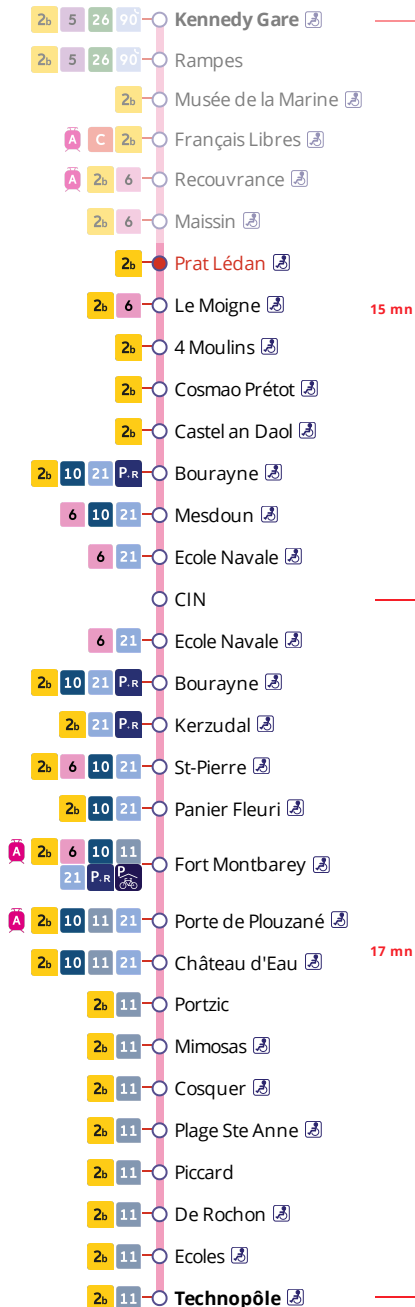 2b 5 26 90 Kennedy Gare
2b 5 26 90 Rampes
2b Musée de la Marine
A C 2b Français Libres
A 2b 6 Recouvrance
2b 6 Maissin
2b Prat Lédan
2b 6 Le Moigne 15 mn
2b 4 Moulins
2b Cosmao Prétot
2b Castel an Daol
2b 10 21 P.R Bourayne
6 10 21 Mesdoun
6 21 Ecole Navale
CIN
6 21 Ecole Navale
2b 10 21 P.R Bourayne
2b 21 P.R Kerzudal
2b 6 10 21 St-Pierre
2b 10 21 Panier Fleuri
A 2b 6 10 11
21 P.R P Fort Montbarey
A 2b 10 11 21 Porte de Plouzané
2b 10 11 21 Château d'Eau 17 mn
2b 11 Portzic
2b 11 Mimosas
2b 11 Cosquer
2b 11 Plage Ste Anne
2b 11 Piccard
2b 11 De Rochon
2b 11 Ecoles
2b 11 Technopôle